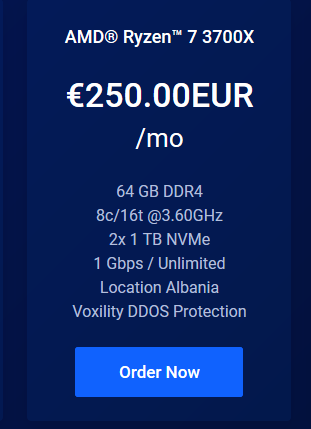 AMD® Ryzen™ 7 3700X
€250.00EUR
/mo
64 GB DDR4
8c/16t @3.60GHz
2x 1 TB NVMe
1 Gbps / Unlimited
Location Albania
Voxility DDOS Protection
Order Now